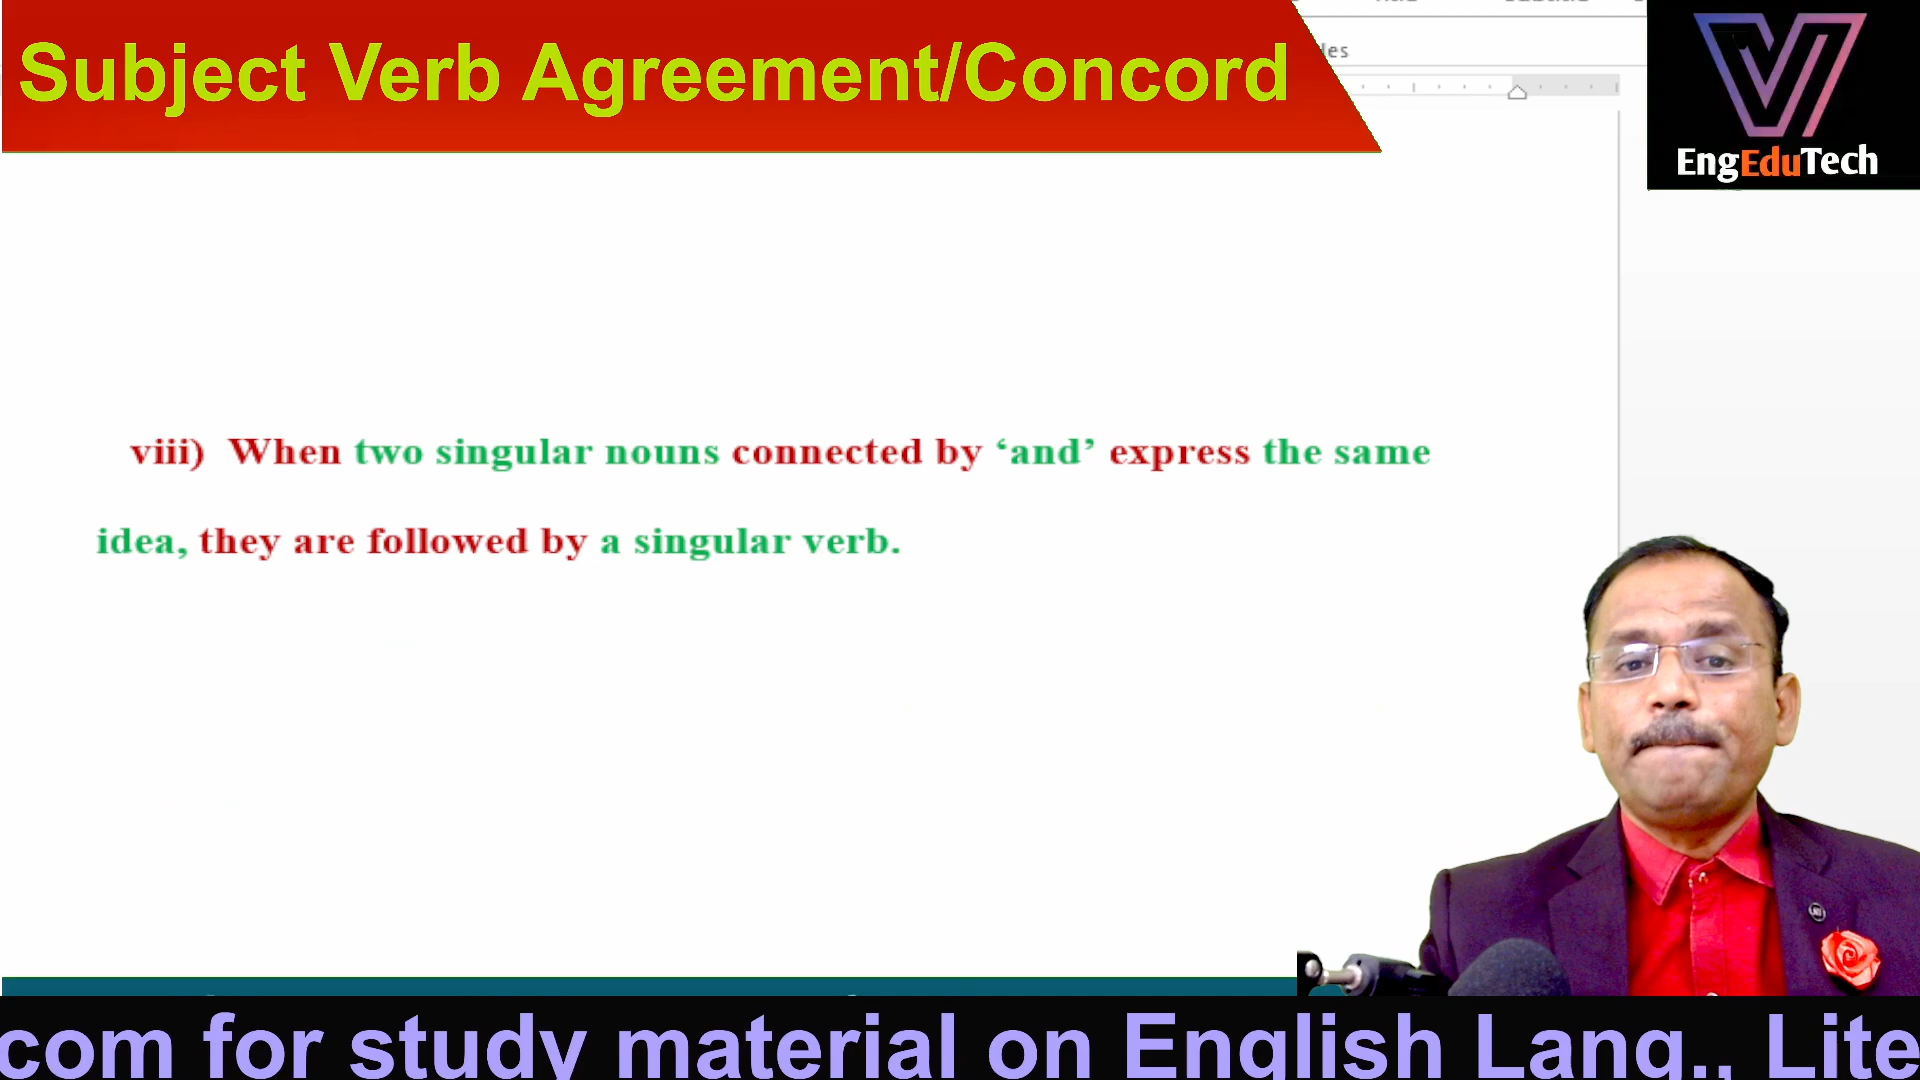 Subject Verb Agreement/Concord
les
EngEduTech
viii) When two singular nouns connected by ‘and’ express the same
idea, they are followed by a singular verb.
com for study material on English Lang., Lite